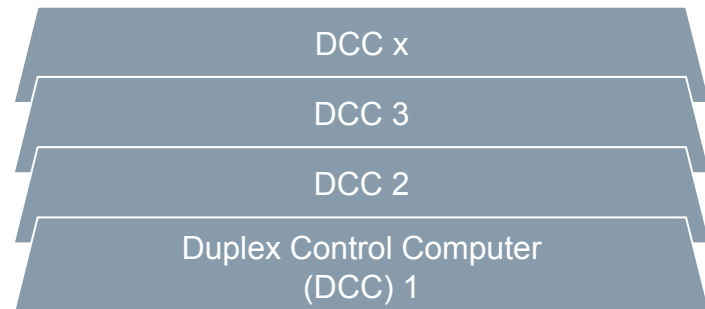 DCC x
DCC 3
DCC 2
Duplex Control Computer
(DCC) 1